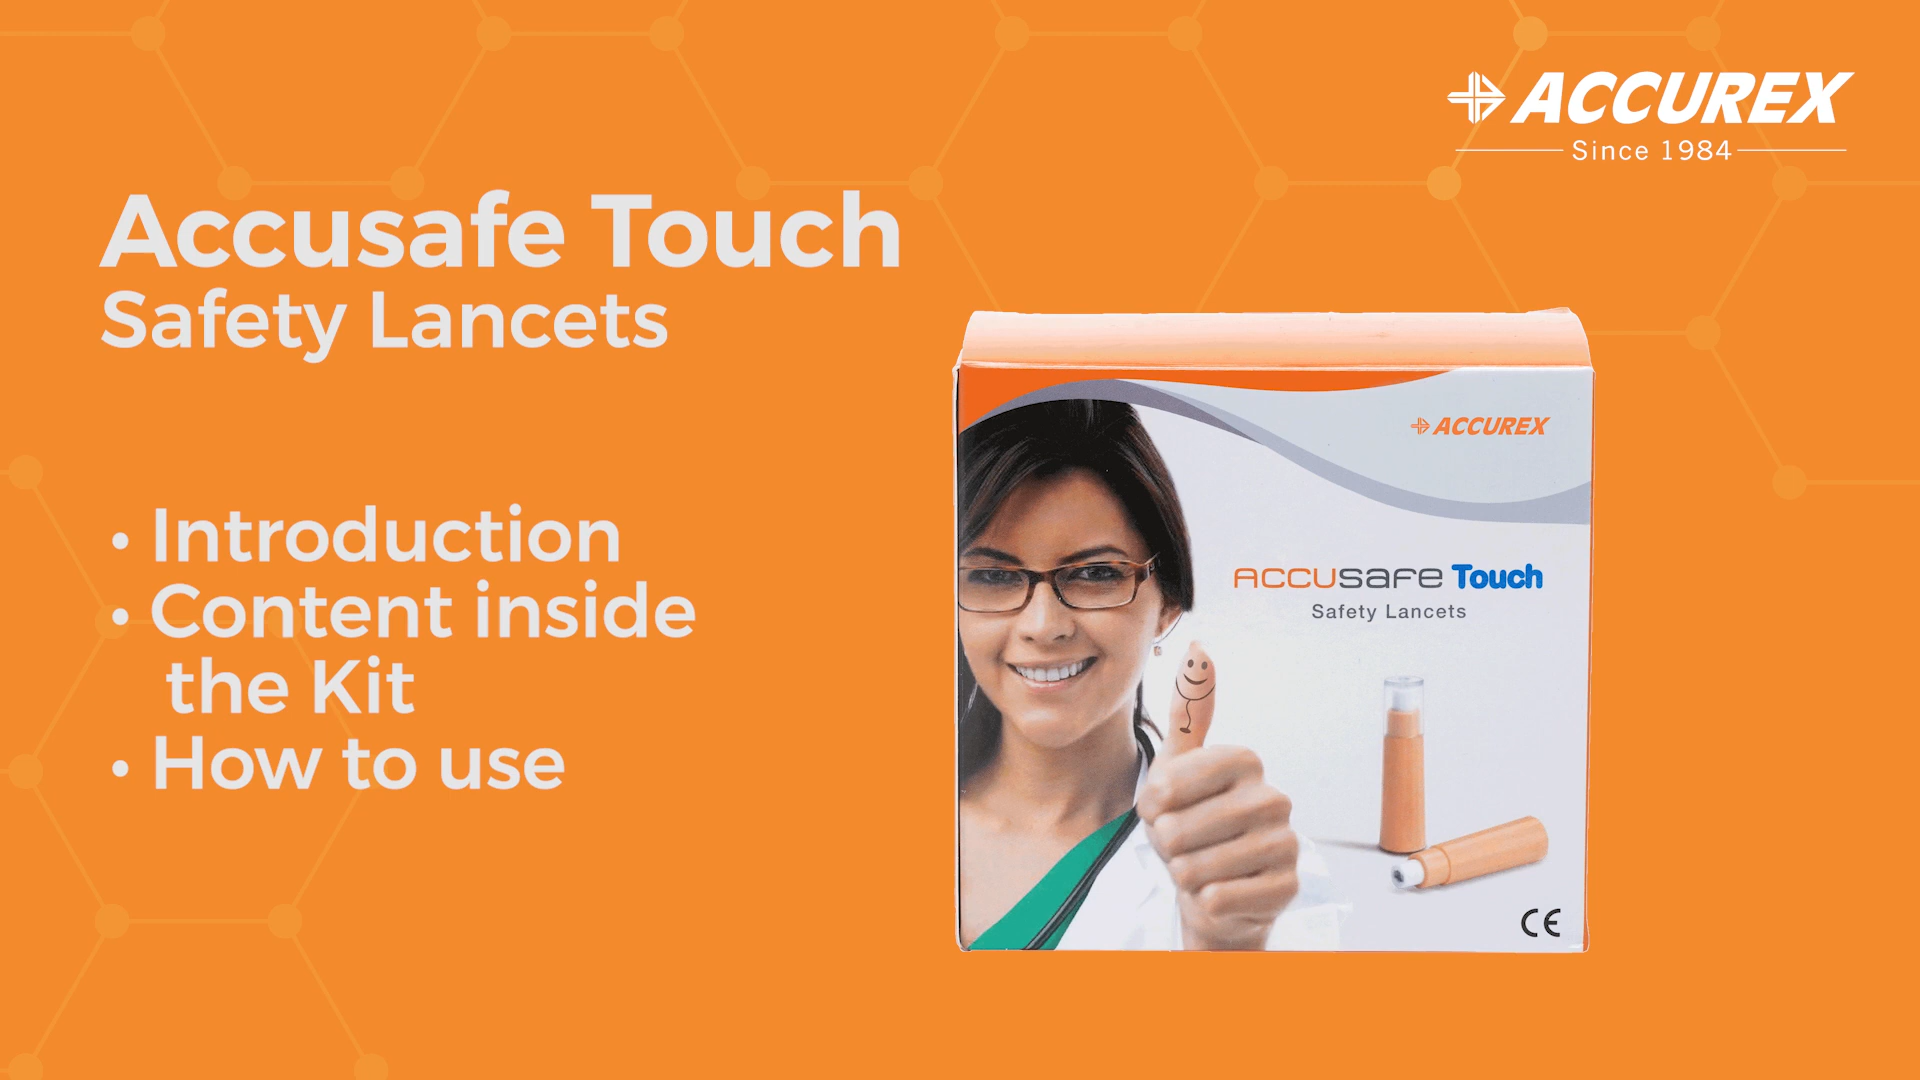 ACCUREX
Since 1984
Accusafe Touch
Safety Lancets
• Introduction
• Content inside
the Kit
• How to use
ACCUREX
ACCUSAFE Touch
Safety Lancets
CE